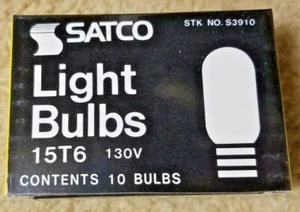 SATCO
STK NO. S3910
Light
Bulbs
15T6 130V
CONTENTS 10 BULBS